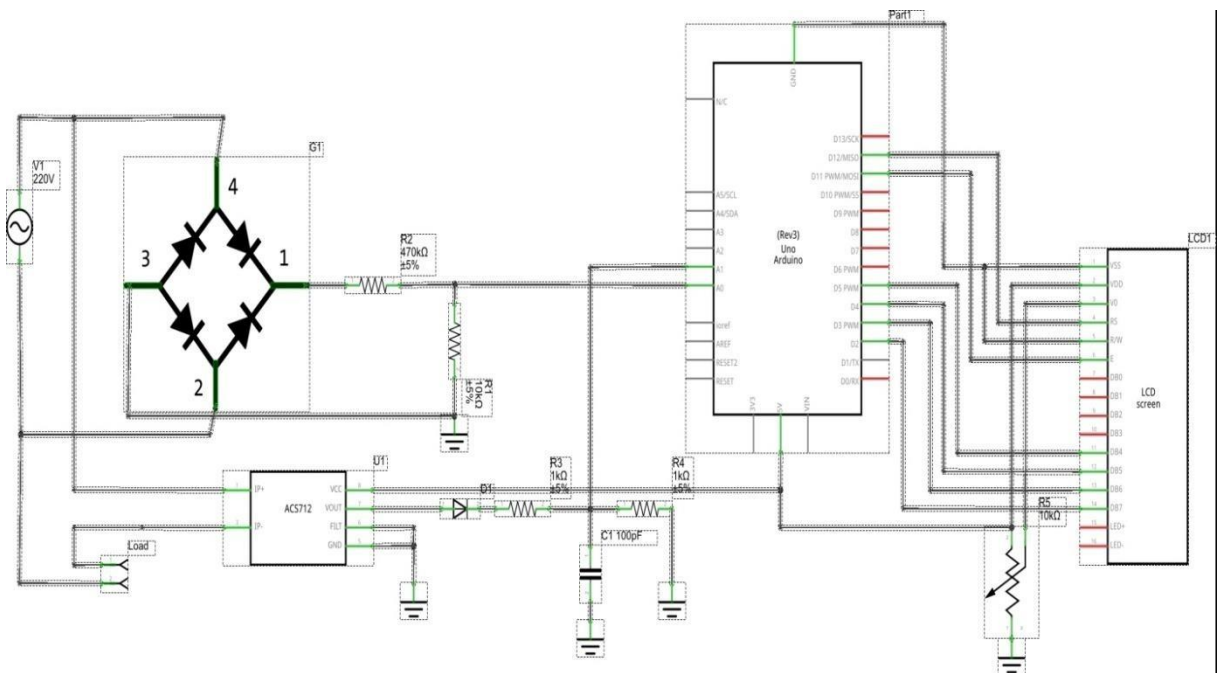 Part1
GND
N/C
D13/SCK
D12/MISO
D11 PWM/MOSI
D10 PWM/SS
D9 PWM
D8
D7
D6 PWM
D5 PWM
D4
D3 PWM
D2
D1/TX
D0/RX
A5/SCL
A4/SDA
A3
A2
A1
A0
ioref
AREF
RESET2
RESET
(Rev3)
Uno
Arduino
3V3
5V
VIN
V1
220V
G1
4
3
1
2
R2
470kΩ
±5%
R1
10kΩ
±5%
U1
ACS712
IP+
IP-
VCC
VOUT
FILT
GND
Load
D1
R3
1kΩ
±5%
R4
1kΩ
±5%
C1 100pF
R5
10kΩ
LCD1
VSS
VDD
V0
RS
R/W
E
DB0
DB1
DB2
DB3
DB4
DB5
DB6
DB7
LED+
LED-
LCD
screen